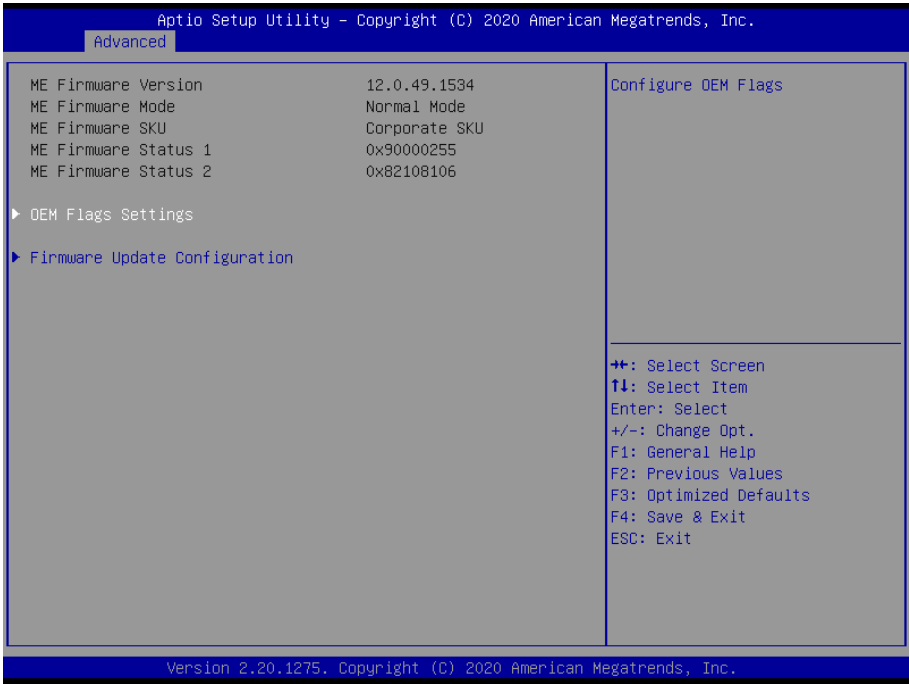 Aptio Setup Utility – Copyright (C) 2020 American Megatrends, Inc.
Advanced
ME Firmware Version 12.0.49.1534
ME Firmware Mode Normal Mode
ME Firmware SKU Corporate SKU
ME Firmware Status 1 0x90000255
ME Firmware Status 2 0x82108106
▶ OEM Flags Settings
▶ Firmware Update Configuration
Configure OEM Flags
→←: Select Screen
↑↓: Select Item
Enter: Select
+/-: Change Opt.
F1: General Help
F2: Previous Values
F3: Optimized Defaults
F4: Save & Exit
ESC: Exit
Version 2.20.1275. Copyright (C) 2020 American Megatrends, Inc.